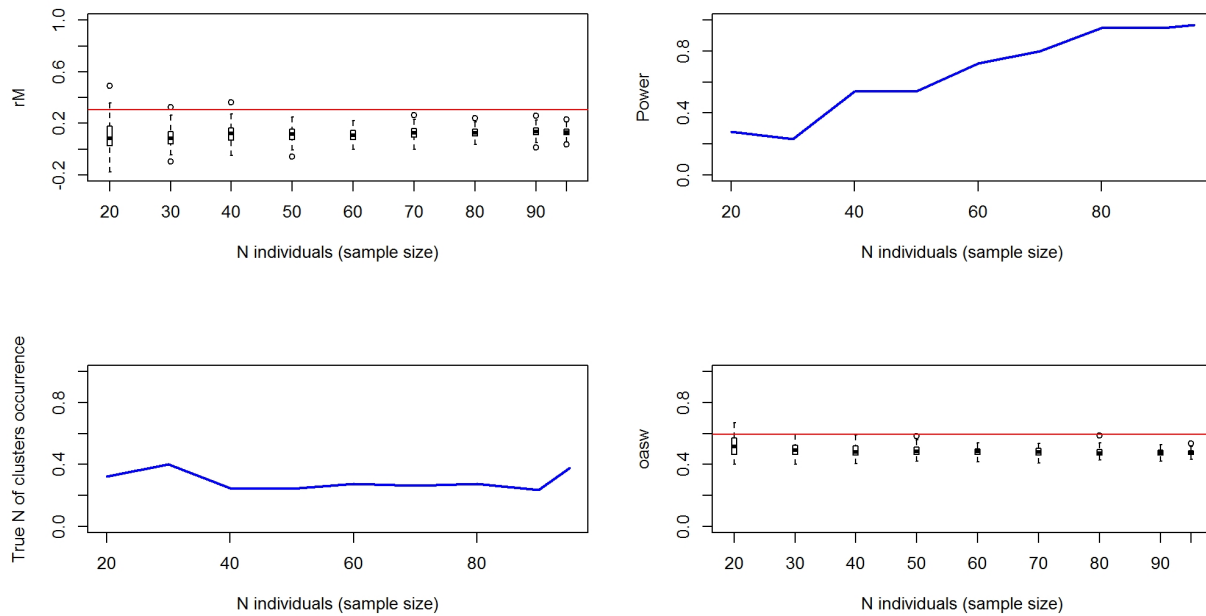 1.0
0.6
0.2
-0.2
rM
20 30 40 50 60 70 80 90
N individuals (sample size)
0.8
0.4
0.0
Power
20 40 60 80
N individuals (sample size)
0.8
0.4
0.0
True N of clusters occurrence
20 40 60 80
N individuals (sample size)
0.8
0.4
0.0
oasw
20 30 40 50 60 70 80 90
N individuals (sample size)